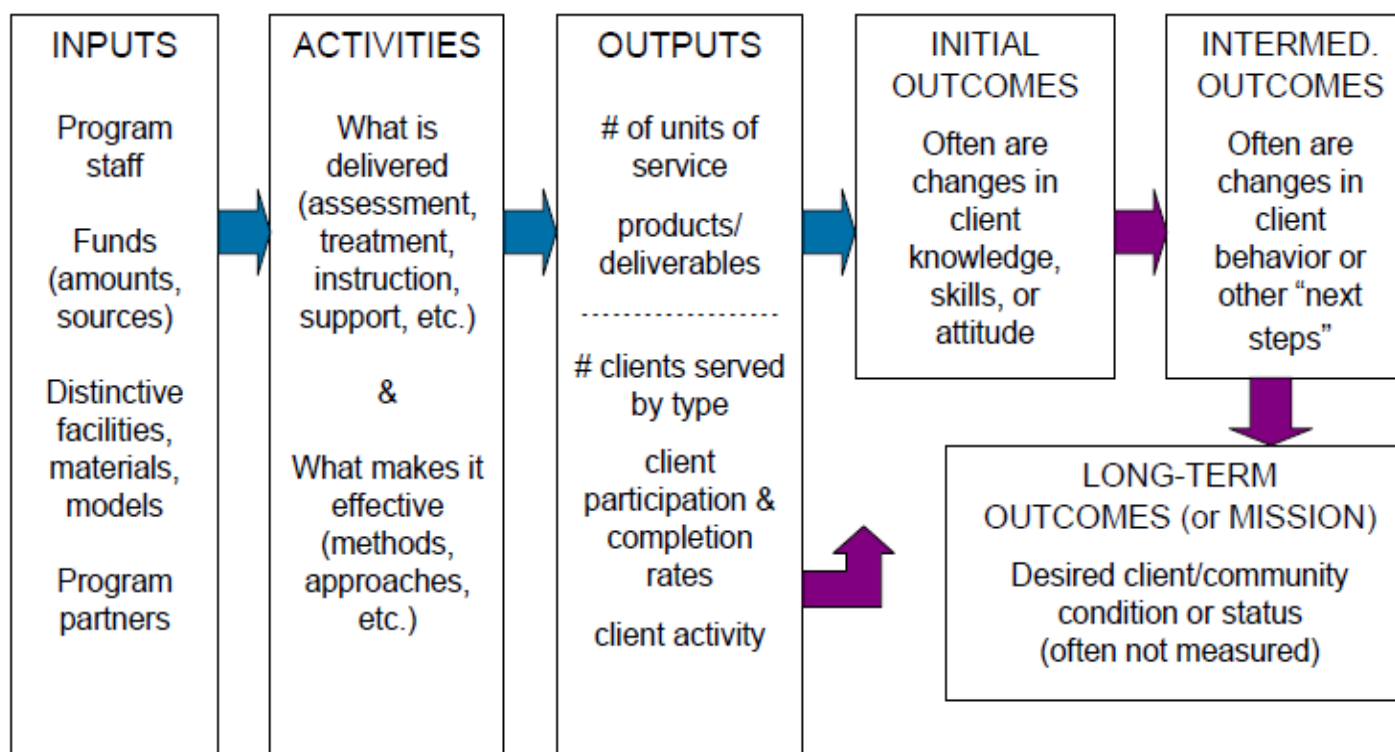 INPUTS
Program
staff
Funds
(amounts,
sources)
Distinctive
facilities,
materials,
models
Program
partners
ACTIVITIES
What is
delivered
(assessment,
treatment,
instruction,
support, etc.)
&
What makes it
effective
(methods,
approaches,
etc.)
OUTPUTS
# of units of
service
products/
deliverables
-------------------
# clients served
by type
client
participation &
completion
rates
client activity
INITIAL
OUTCOMES
Often are
changes in
client
knowledge,
skills, or
attitude
INTERMED.
OUTCOMES
Often are
changes in
client
behavior or
other “next
steps”
LONG-TERM
OUTCOMES (or MISSION)
Desired client/community
condition or status
(often not measured)